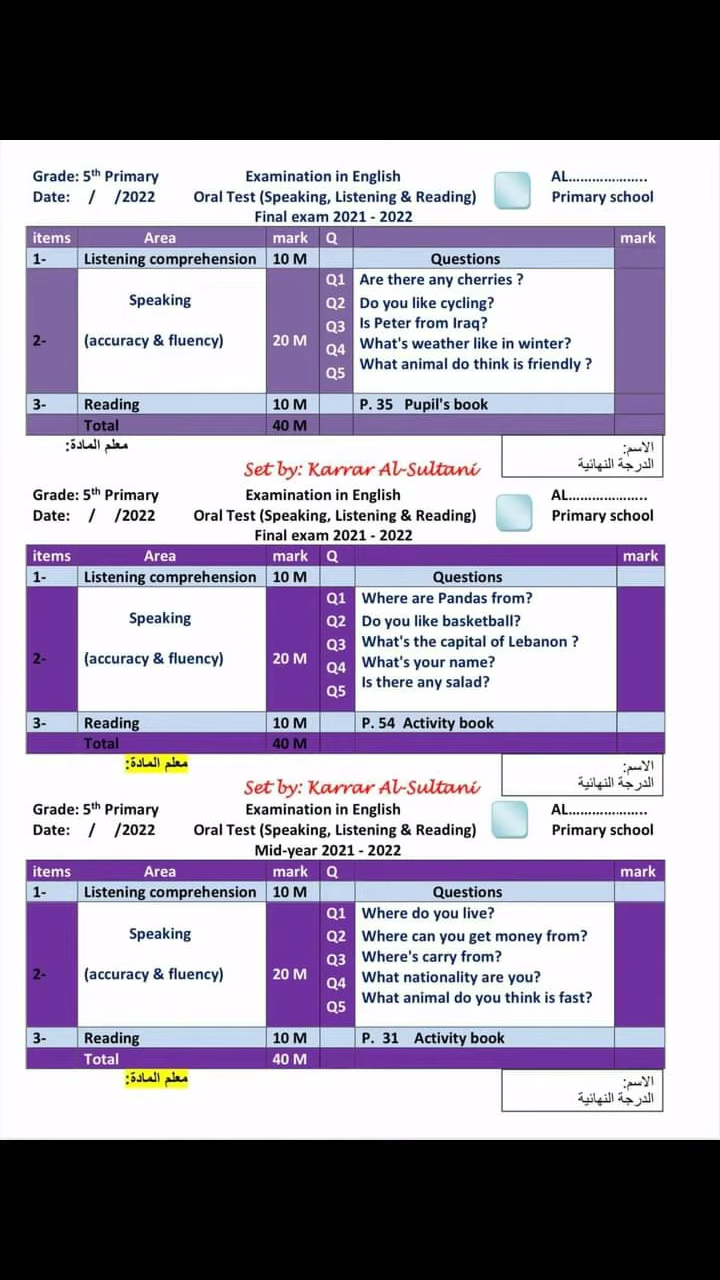 Grade: 5th Primary Examination in English AL....................
Date: / /2022 Oral Test (Speaking, Listening & Reading) Primary school
Final exam 2021 - 2022
items Area mark Q mark
1- Listening comprehension 10 M Questions
Q1 Are there any cherries ?
Speaking Q2 Do you like cycling?
Q3 Is Peter from Iraq?
2- (accuracy & fluency) 20 M Q4 What's weather like in winter?
Q5 What animal do think is friendly ?
3- Reading 10 M P. 35 Pupil's book
Total 40 M
معلم المادة: الاسم:
الدرجة النهائية
Set by: Karrar Al-Sultani
Grade: 5th Primary Examination in English AL....................
Date: / /2022 Oral Test (Speaking, Listening & Reading) Primary school
Final exam 2021 - 2022
items Area mark Q mark
1- Listening comprehension 10 M Questions
Q1 Where are Pandas from?
Speaking Q2 Do you like basketball?
Q3 What's the capital of Lebanon ?
2- (accuracy & fluency) 20 M Q4 What's your name?
Q5 Is there any salad?
3- Reading 10 M P. 54 Activity book
Total 40 M
معلم المادة: الاسم:
الدرجة النهائية
Set by: Karrar Al-Sultani
Grade: 5th Primary Examination in English AL....................
Date: / /2022 Oral Test (Speaking, Listening & Reading) Primary school
Mid-year 2021 - 2022
items Area mark Q mark
1- Listening comprehension 10 M Questions
Q1 Where do you live?
Speaking Q2 Where can you get money from?
Q3 Where's carry from?
2- (accuracy & fluency) 20 M Q4 What nationality are you?
Q5 What animal do you think is fast?
3- Reading 10 M P. 31 Activity book
Total 40 M
معلم المادة: الاسم:
الدرجة النهائية